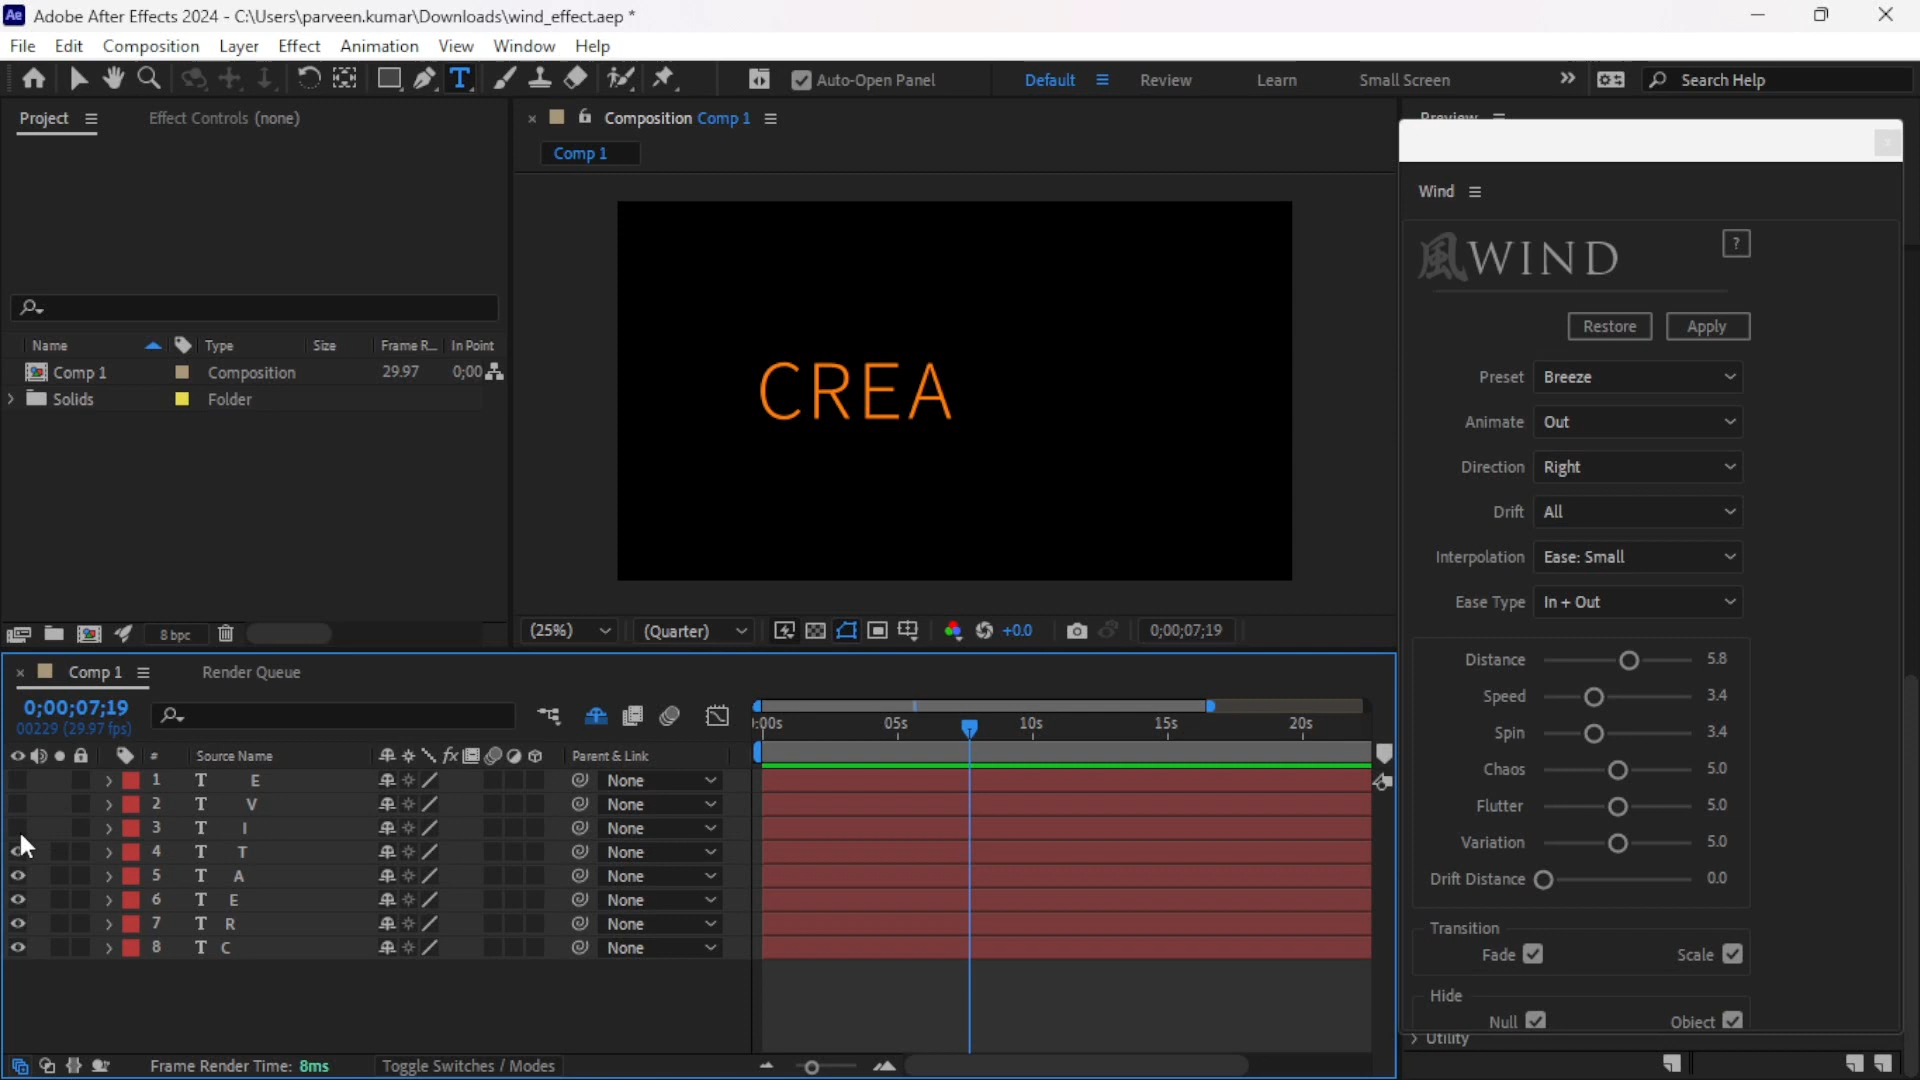 Ae Adobe After Effects 2024 - C:\Users\parveen.kumar\Downloads\wind_effect.aep *
File Edit Composition Layer Effect Animation View Window Help
Auto-Open Panel Default Review Learn Small Screen Search Help
Project Effect Controls (none)
Composition Comp 1
Comp 1
Name Type Size Frame R... In Point
Comp 1 Composition 29.97 0;00
Solids Folder
8 bpc
CREA
(25%) (Quarter) +0.0 0;00;07;19
Preview
Wind
風WIND ?
Restore Apply
Preset Breeze
Animate Out
Direction Right
Drift All
Interpolation Ease: Small
Ease Type In + Out
Distance 5.8
Speed 3.4
Spin 3.4
Chaos 5.0
Flutter 5.0
Variation 5.0
Drift Distance 0.0
Transition
Fade Scale
Hide
Null Object
Utility
Comp 1 Render Queue
0;00;07;19
00229 (29.97 fps)
:00s 05s 10s 15s 20s
# Source Name fx Parent & Link
1 T E None
2 T V None
3 T I None
4 T T None
5 T A None
6 T E None
7 T R None
8 T C None
Frame Render Time: 8ms Toggle Switches / Modes